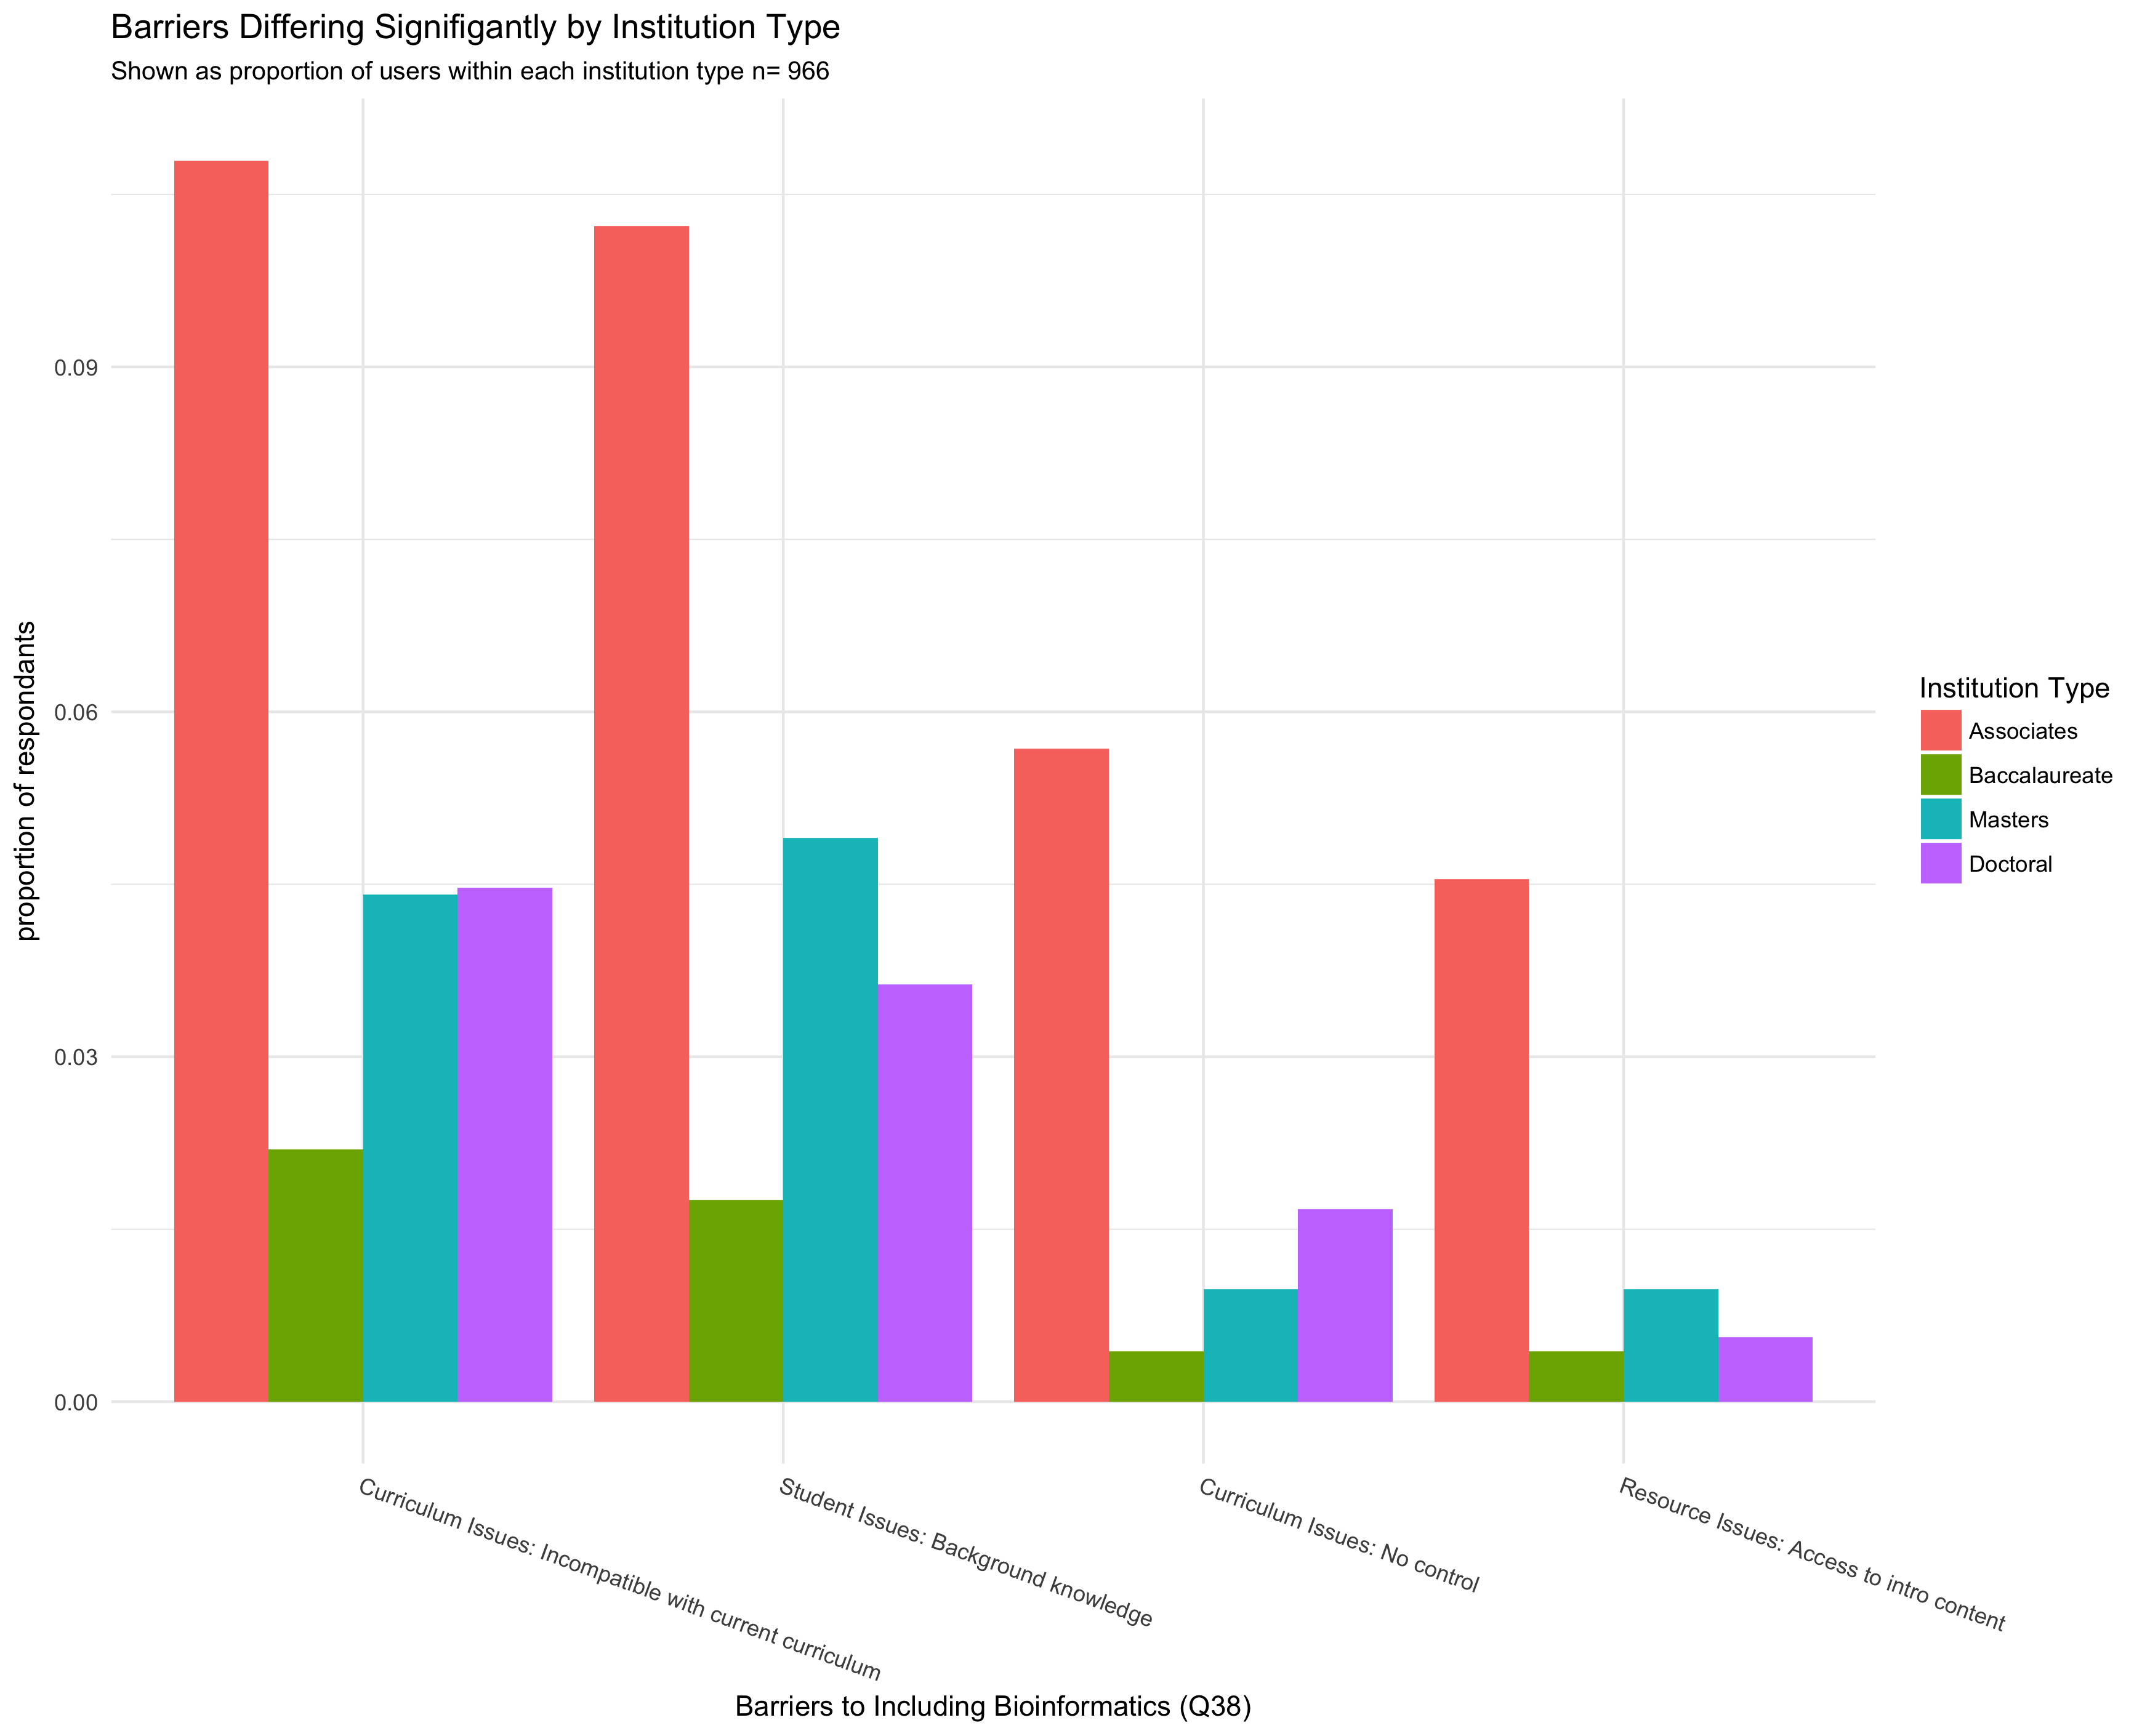 Barriers Differing Signifigantly by Institution Type
Shown as proportion of users within each institution type n= 966
proportion of respondants
0.09
0.06
0.03
0.00
Institution Type
Associates
Baccalaureate
Masters
Doctoral
Curriculum Issues: Incompatible with current curriculum
Student Issues: Background knowledge
Curriculum Issues: No control
Resource Issues: Access to intro content
Barriers to Including Bioinformatics (Q38)